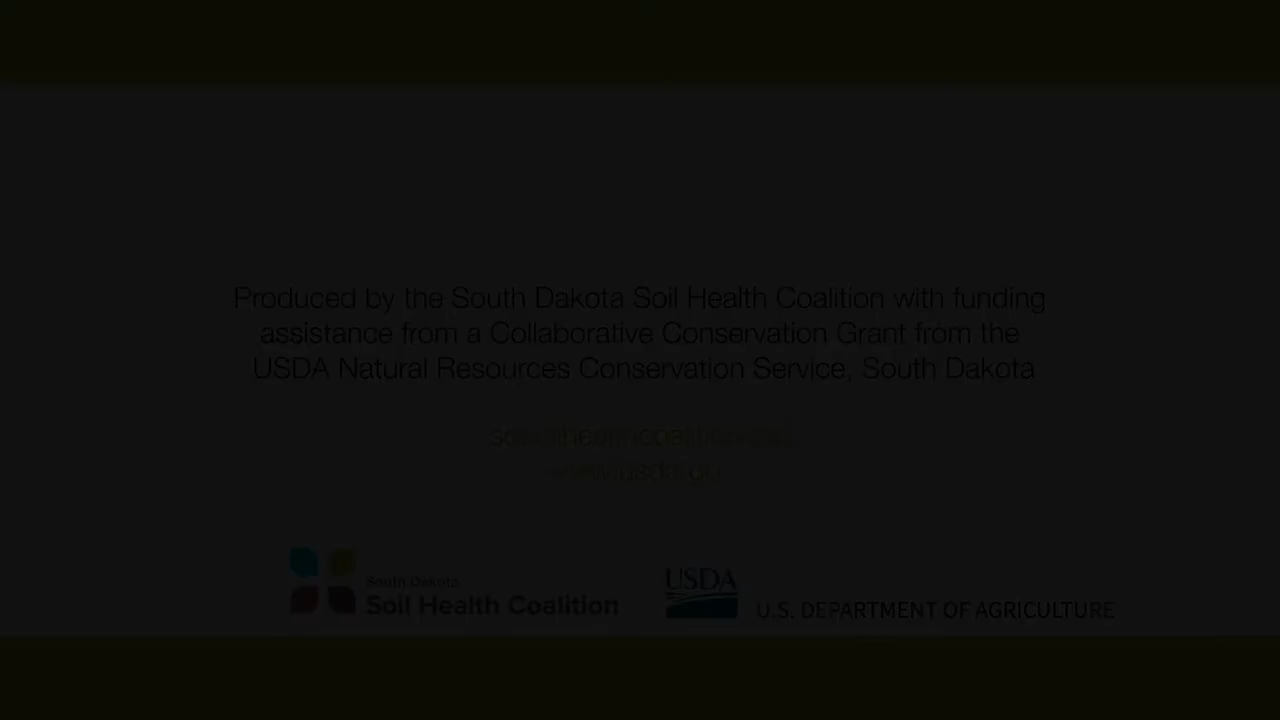 Produced by the South Dakota Soil Health Coalition with funding
assistance from a Collaborative Conservation Grant from the
USDA Natural Resources Conservation Service, South Dakota
South Dakota
Soil Health Coalition
USDA
U.S. DEPARTMENT OF AGRICULTURE